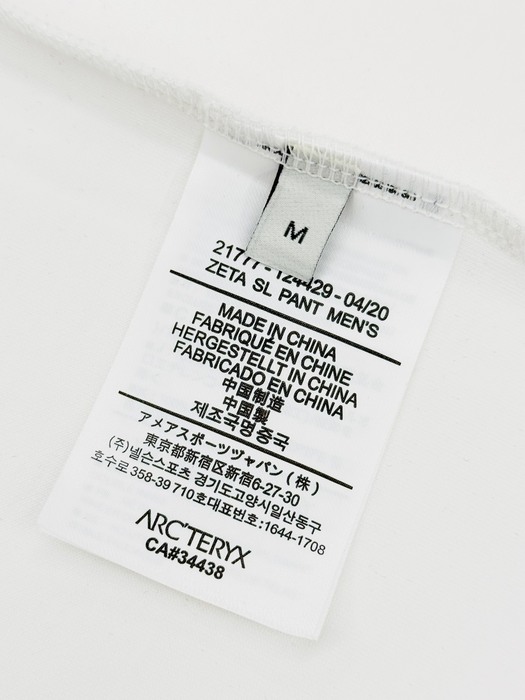 M
21777-124429-04/20
ZETA SL PANT MEN'S
MADE IN CHINA
FABRIQUÉ EN CHINE
HERGESTELLT IN CHINA
FABRICADO EN CHINA
中国制造
中国製
제조국명중국
アメアスポーツジャパン(株)
東京都新宿区新宿6-27-30
(주)넬슨스포츠 경기도고양시일산동구
호수로358-39 710호대표번호:1644-1708
ARC'TERYX
CA#34438